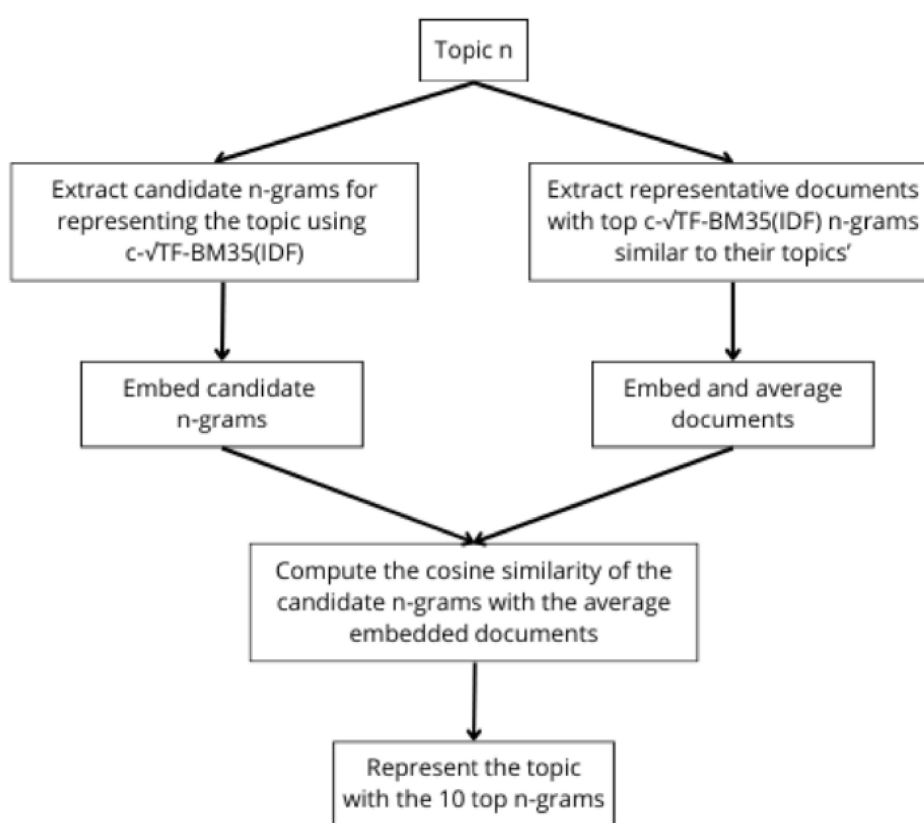 Topic n
Extract candidate n-grams for
representing the topic using
c-√TF-BM35(IDF)
Extract representative documents
with top c-√TF-BM35(IDF) n-grams
similar to their topics’
Embed candidate
n-grams
Embed and average
documents
Compute the cosine similarity of the
candidate n-grams with the average
embedded documents
Represent the topic
with the 10 top n-grams